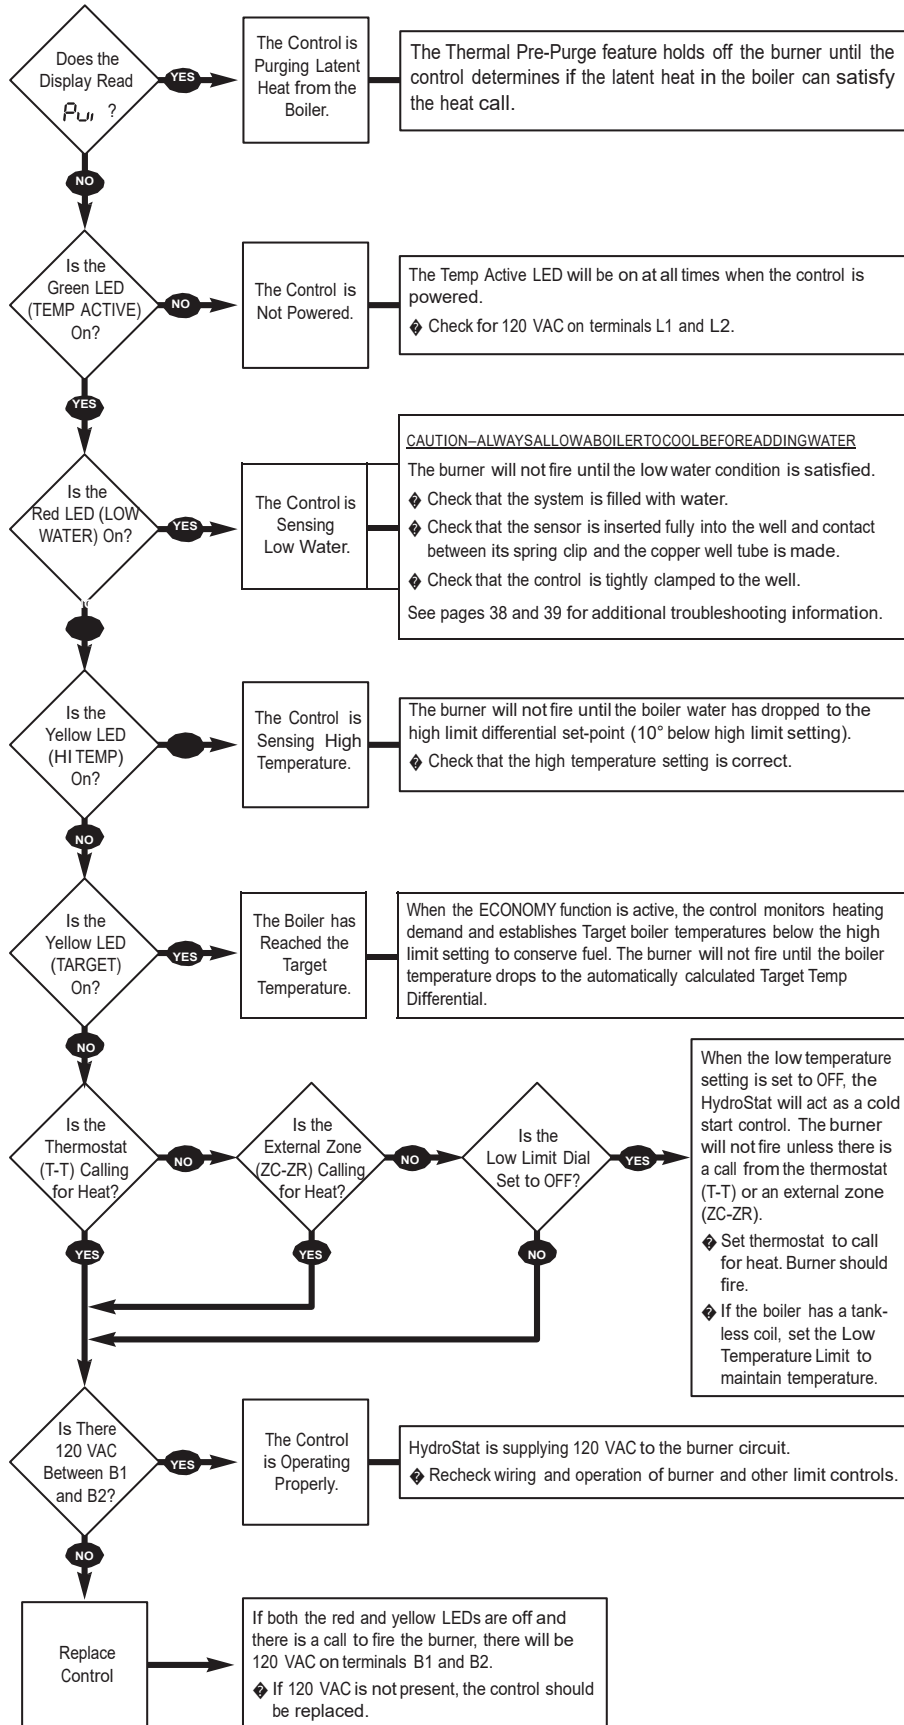 Does the
Display Read
?
YES
The Control is
Purging Latent
Heat from the
Boiler.
The Thermal Pre-Purge feature holds off the burner until the
control determines if the latent heat in the boiler can satisfy
the heat call.
NO
Is the
Green LED
(TEMP ACTIVE)
On?
NO
The Control is
Not Powered.
The Temp Active LED will be on at all times when the control is
powered.
� Check for 120 VAC on terminals L1 and L2.
YES
Is the
Red LED (LOW
WATER) On?
YES
The Control is
Sensing
Low Water.
CAUTION–ALWAYSALLOWABOILERTOCOOLBEFOREADDINGWATER
The burner will not fire until the low water condition is satisfied.
� Check that the system is filled with water.
� Check that the sensor is inserted fully into the well and contact
between its spring clip and the copper well tube is made.
� Check that the control is tightly clamped to the well.
See pages 38 and 39 for additional troubleshooting information.
Is the
Yellow LED
(HI TEMP)
On?
The Control is
Sensing High
Temperature.
The burner will not fire until the boiler water has dropped to the
high limit differential set-point (10° below high limit setting).
� Check that the high temperature setting is correct.
NO
Is the
Yellow LED
(TARGET)
On?
YES
The Boiler has
Reached the
Target
Temperature.
When the ECONOMY function is active, the control monitors heating
demand and establishes Target boiler temperatures below the high
limit setting to conserve fuel. The burner will not fire until the boiler
temperature drops to the automatically calculated Target Temp
Differential.
NO
Is the
Thermostat
(T-T) Calling
for Heat?
NO
Is the
External Zone
(ZC-ZR) Calling
for Heat?
NO
Is the
Low Limit Dial
Set to OFF?
YES
When the low temperature
setting is set to OFF, the
HydroStat will act as a cold
start control. The burner
will not fire unless there is
a call from the thermostat
(T-T) or an external zone
(ZC-ZR).
� Set thermostat to call
for heat. Burner should
fire.
� If the boiler has a tank-
less coil, set the Low
Temperature Limit to
maintain temperature.
YES
YES
NO
Is There
120 VAC
Between B1
and B2?
YES
The Control
is Operating
Properly.
HydroStat is supplying 120 VAC to the burner circuit.
� Recheck wiring and operation of burner and other limit controls.
NO
Replace
Control
If both the red and yellow LEDs are off and
there is a call to fire the burner, there will be
120 VAC on terminals B1 and B2.
� If 120 VAC is not present, the control should
be replaced.